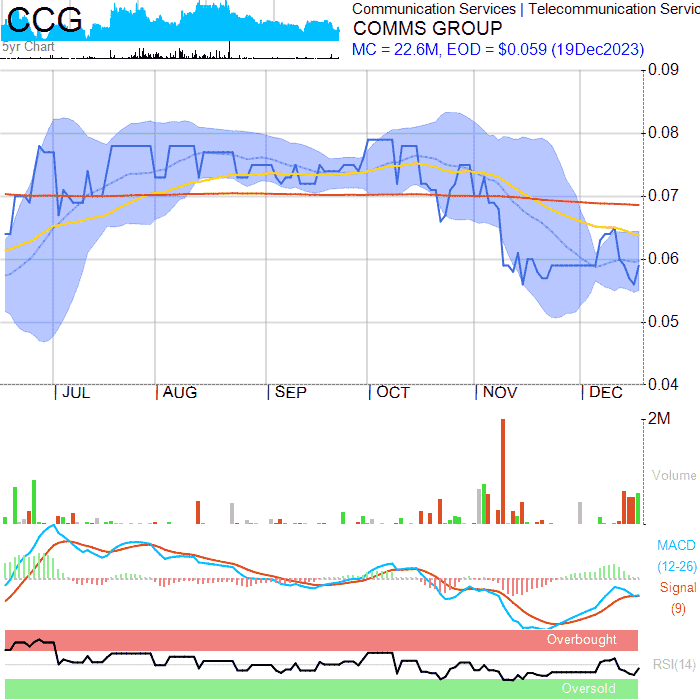 CCG
5yr Chart
Communication Services | Telecommunication Servic
COMMS GROUP
MC = 22.6M, EOD = $0.059 (19Dec2023)
0.09
0.08
0.07
0.06
0.05
0.04
JUL
AUG
SEP
OCT
NOV
DEC
2M
Volume
MACD
(12-26)
Signal
(9)
Overbought
RSI(14)
Oversold